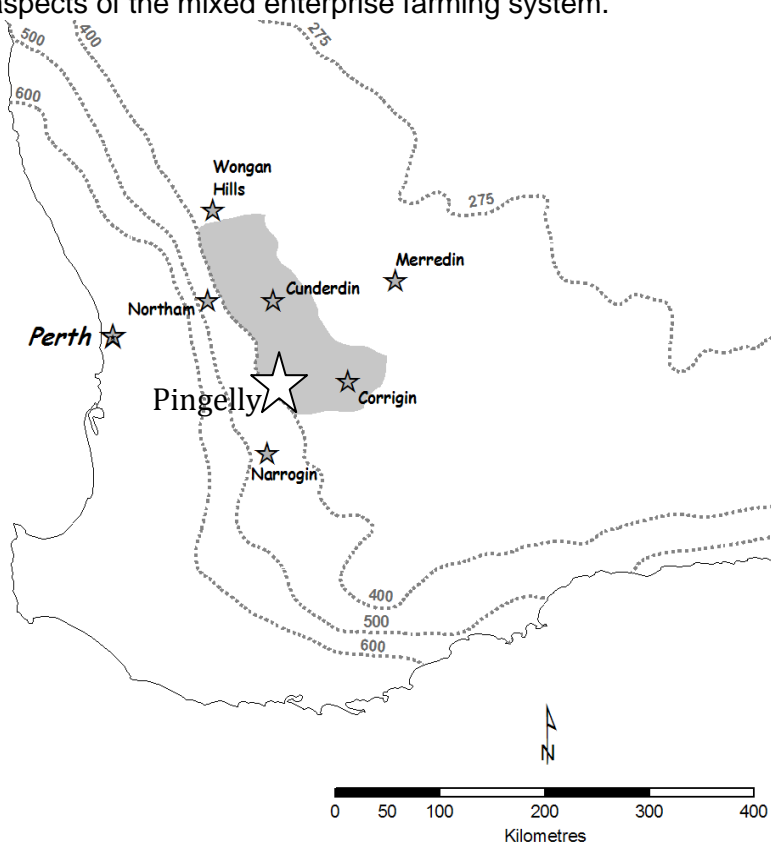 aspects of the mixed enterprise farming system.
500
400
275
600
Wongan
Hills
275
Merredin
Cunderdin
Northam
Perth
Pingelly
Corrigin
Narrogin
400
500
600
N
0 50 100 200 300 400
Kilometres